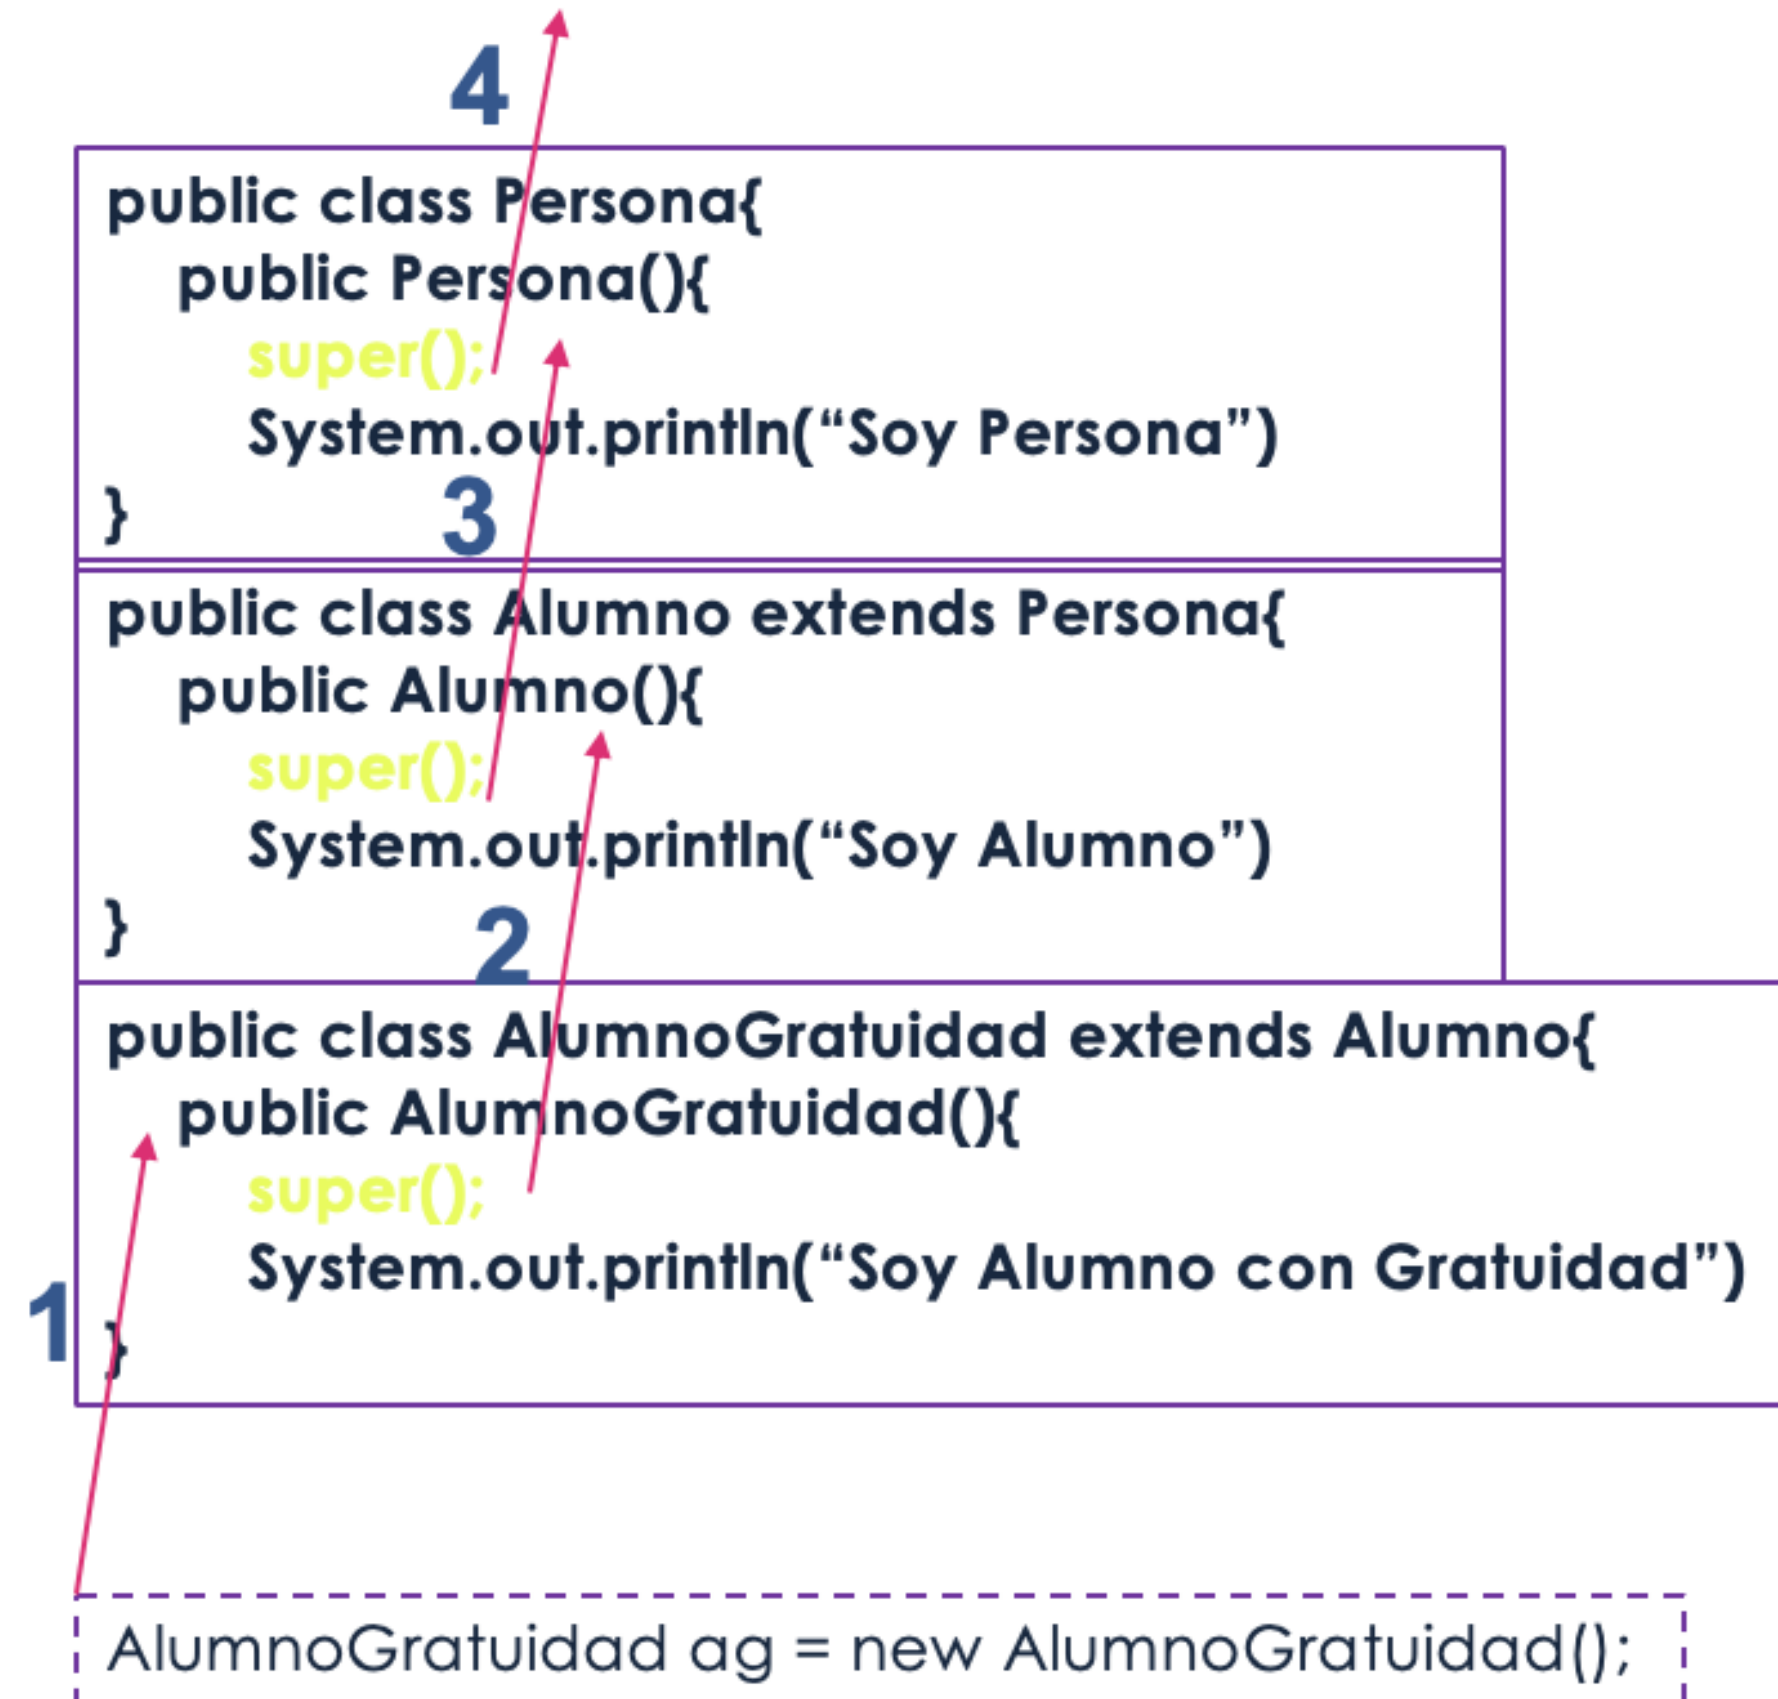 4
public class Persona{
public Persona(){
super();
System.out.println(“Soy Persona”)
3
}
public class Alumno extends Persona{
public Alumno(){
super();
System.out.println(“Soy Alumno”)
}
2
public class AlumnoGratuidad extends Alumno{
public AlumnoGratuidad(){
super();
System.out.println(“Soy Alumno con Gratuidad”)
1
}
AlumnoGratuidad ag = new AlumnoGratuidad();